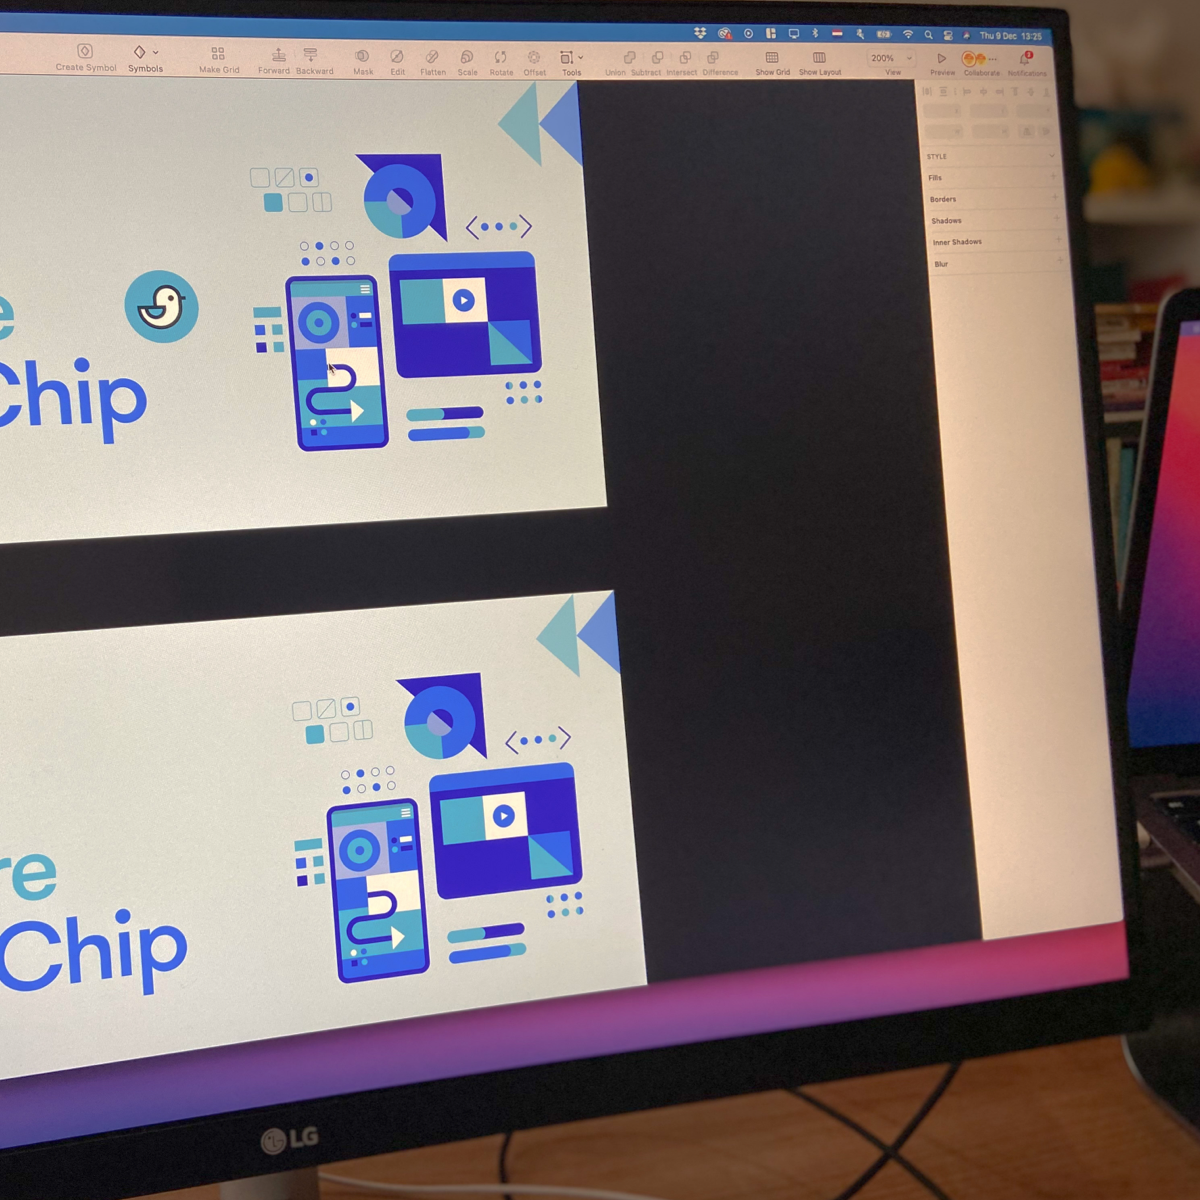 Thu 9 Dec 13:25
Create Symbol
Symbols
Make Grid
Forward
Backward
Mask
Edit
Flatten
Scale
Rotate
Offset
Tools
Union
Subtract
Intersect
Difference
Show Grid
Show Layout
200%
View
Preview
Collaborate
Notifications
STYLE
Fills
Borders
Shadows
Inner Shadows
Blur
e
Chip
re
Chip
LG